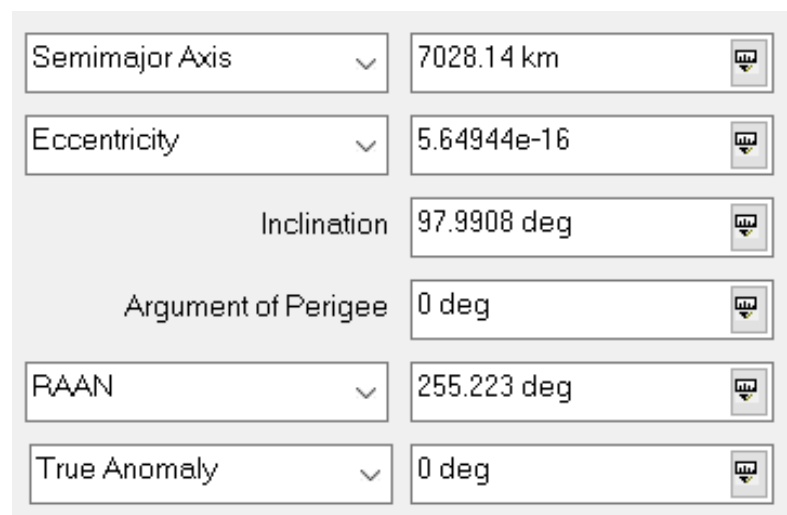 Semimajor Axis 7028.14 km
Eccentricity 5.64944e-16
Inclination 97.9908 deg
Argument of Perigee 0 deg
RAAN 255.223 deg
True Anomaly 0 deg